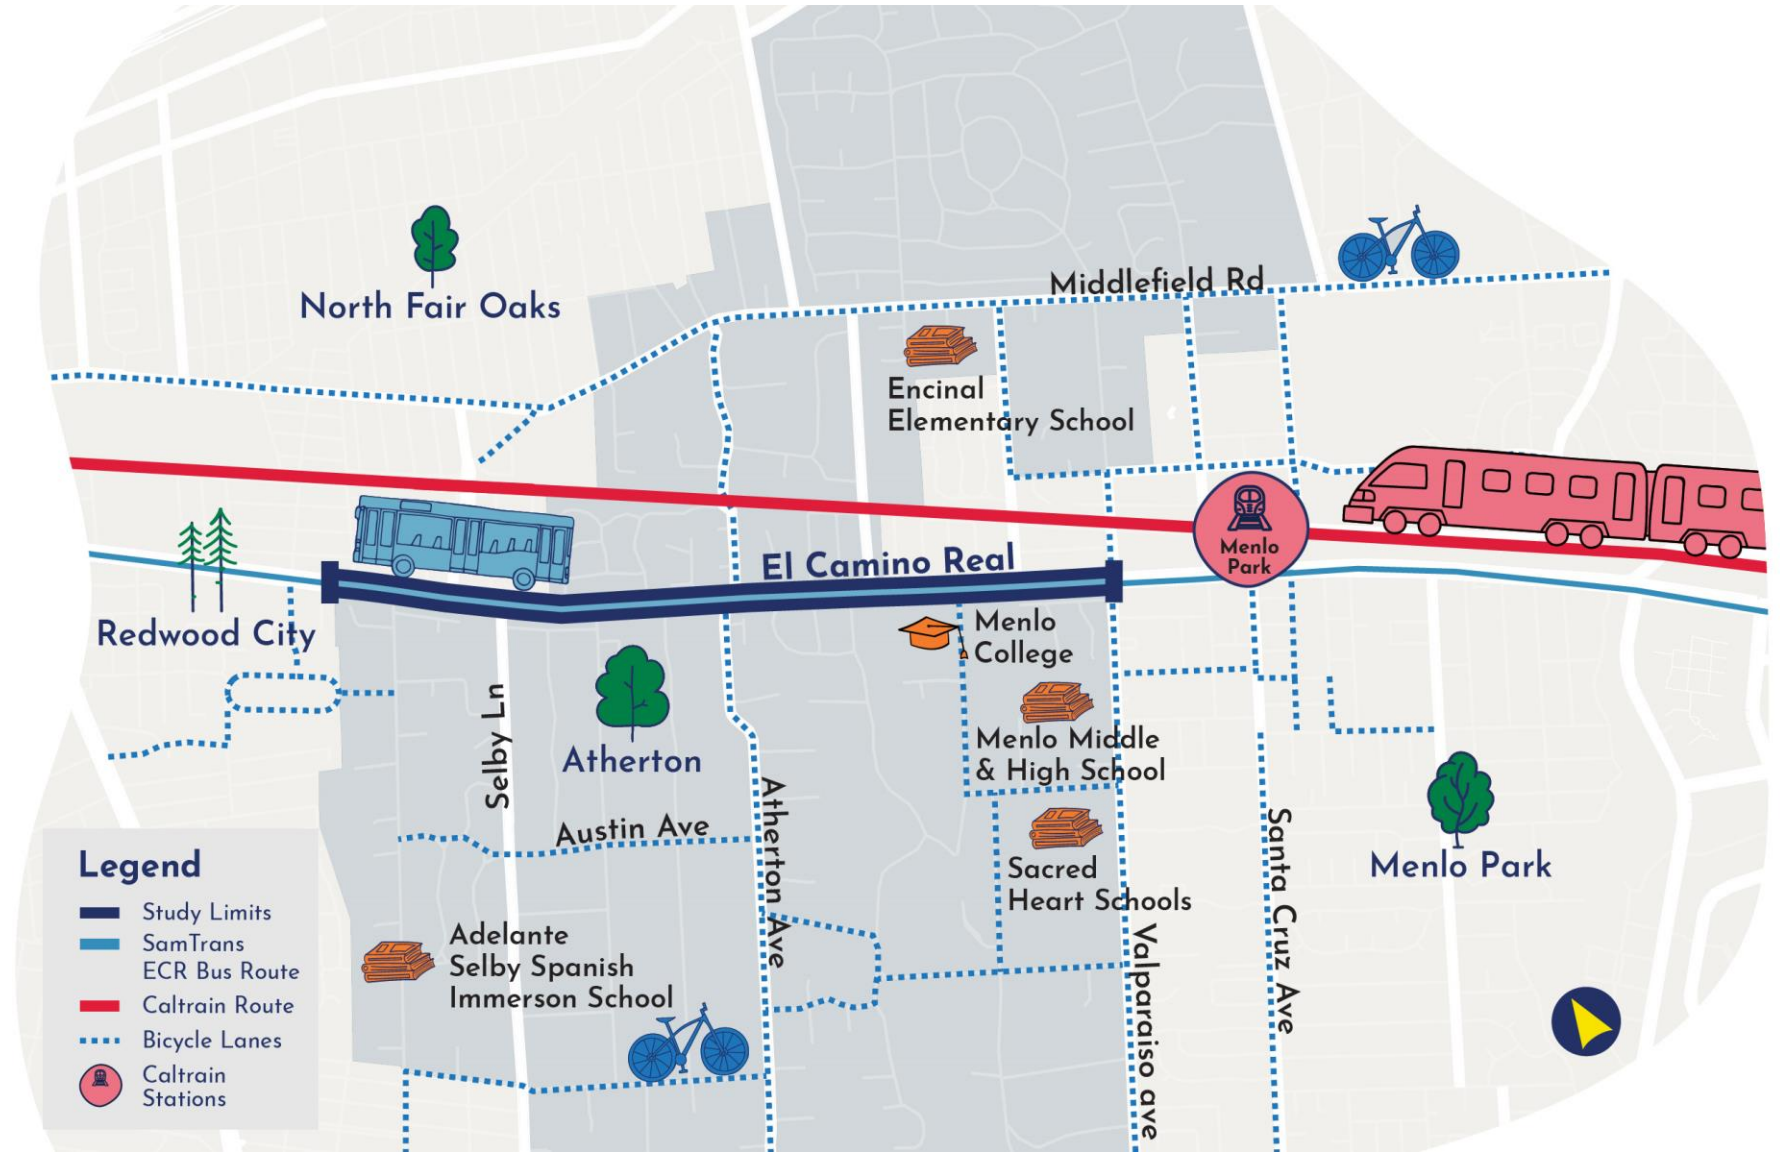 Middlefield Rd
North Fair Oaks
Encinal
Elementary School
El Camino Real
Menlo
Park
Redwood City
Menlo
College
Selby Ln
Atherton
Menlo Middle
& High School
Atherton Ave
Austin Ave
Santa Cruz Ave
Menlo Park
Sacred
Heart Schools
Valparaiso ave
Adelante
Selby Spanish
Immerson School
Legend
Study Limits
SamTrans
ECR Bus Route
Caltrain Route
Bicycle Lanes
Caltrain
Stations